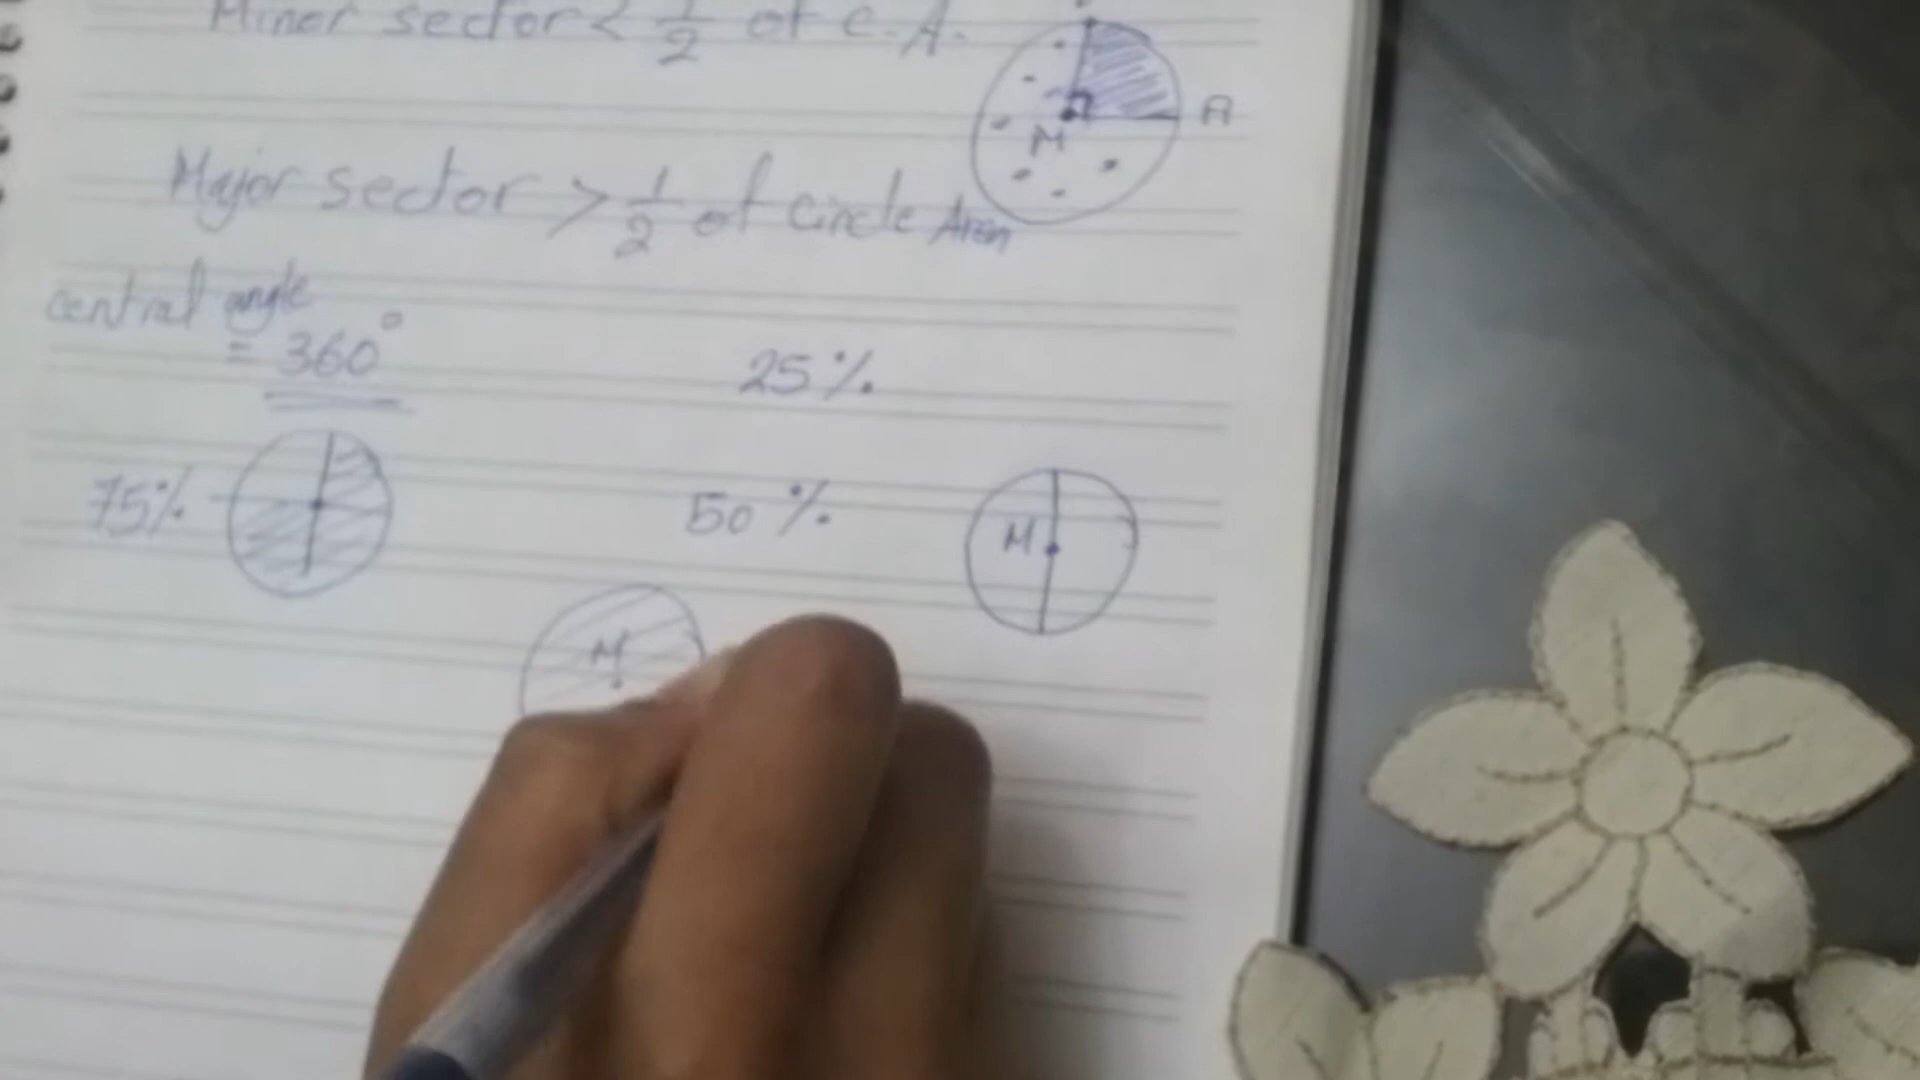 Minor sector < 1/2 of C.A.
A
M
Major sector > 1/2 of circle Area
central angle
= 360°
25%
75%
50%
M
M